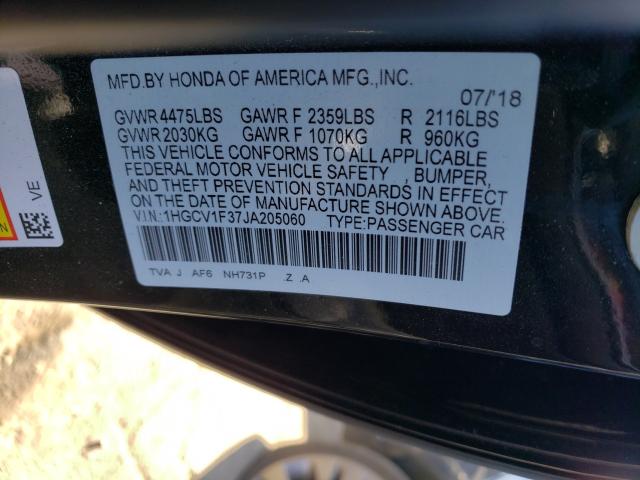 MFD.BY HONDA OF AMERICA MFG.,INC.
07/'18
GVWR 4475LBS GAWR F 2359LBS R 2116LBS
GVWR 2030KG GAWR F 1070KG R 960KG
THIS VEHICLE CONFORMS TO ALL APPLICABLE
FEDERAL MOTOR VEHICLE SAFETY , BUMPER,
AND THEFT PREVENTION STANDARDS IN EFFECT
ON THE DATE OF MANUFACTURE SHOWN ABOVE.
V.I.N:1HGCV1F37JA205060 TYPE:PASSENGER CAR
TVA J AF6 NH731P .Z .A
VE